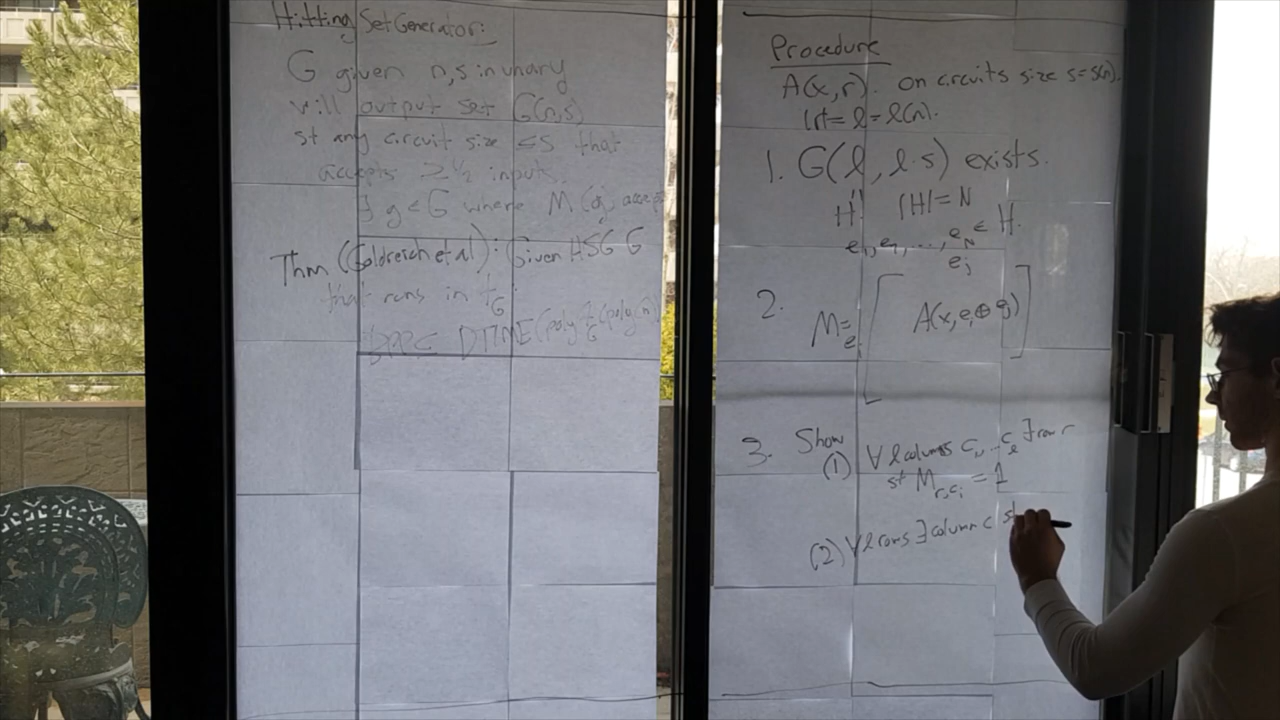 Hitting Set Generator:
G given n,s in unary
will output set G(n,s)
st any circuit size ≤ s that
accepts ≥ 1/2 inputs
∃ g ∈ G where M(g) accept
Thm (Goldreich et al): Given HSG G
that runs in t_G
BPP ⊂ DTIME(poly t_G(poly(n)
Procedure
A(x,r) on circuits size s=s(n).
|r| = l = l(n).
1. G(l, l·s) exists.
H |H| = N
e_1, e_2, ..., e_N ∈ H.
e_j
2.
M= [ A(x, e_i ⊕ e_j) ]
e_i
3. Show
(1) ∀ l columns c_1, ... c_l ∃ row r
st M_{r,c_i} = 1
(2) ∀ l rows ∃ column c st